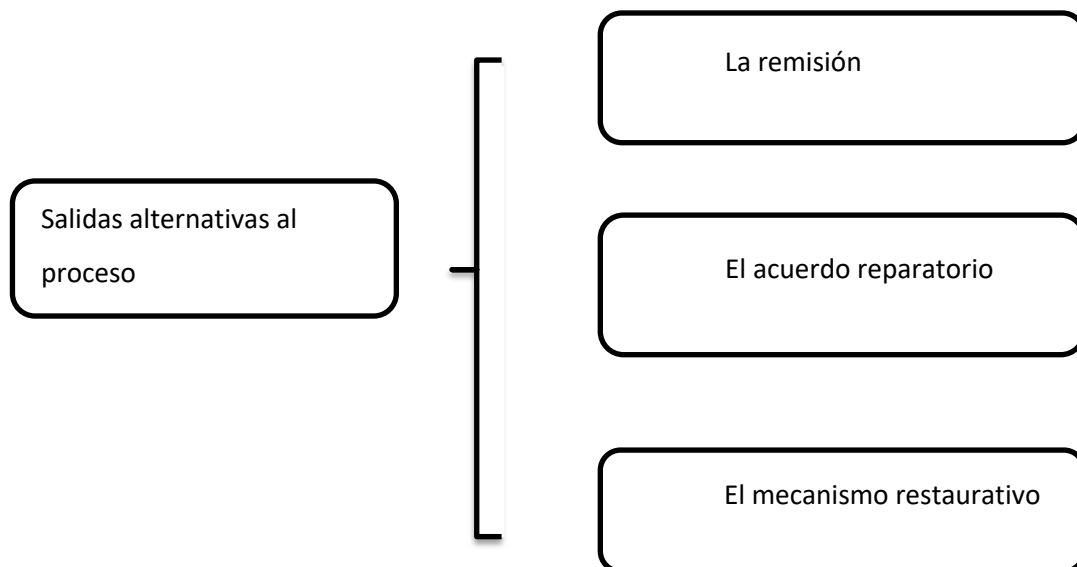 Salidas alternativas al
proceso
La remisión
El acuerdo reparatorio
El mecanismo restaurativo